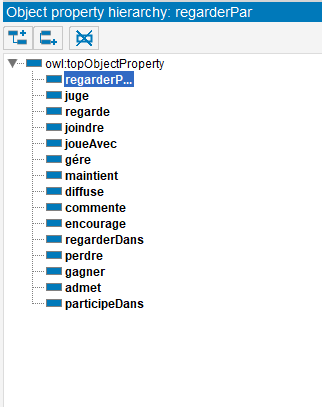 Object property hierarchy: regarderPar
owl:topObjectProperty
regarderP...
juge
regarde
joindre
joueAvec
gére
maintient
diffuse
commente
encourage
regarderDans
perdre
gagner
admet
participeDans